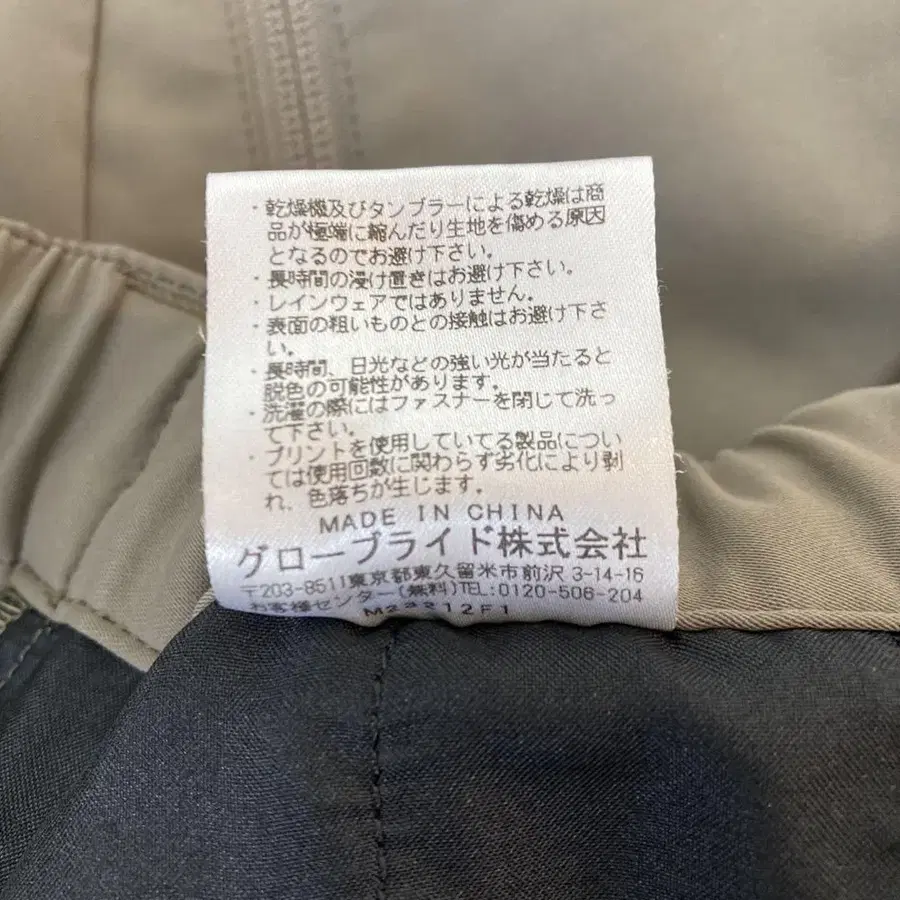 ・乾燥機及びタンブラーによる乾燥は商
品が極端に縮んだり生地を傷める原因
となるのでお避け下さい。
・長時間の浸け置きはお避け下さい。
・レインウェアではありません。
・表面の粗いものとの接触はお避け下さ
い。
・長時間、日光などの強い光が当たると
脱色の可能性があります。
・洗濯の際にはファスナーを閉じて洗っ
て下さい。
・プリントを使用している製品につい
ては使用回数に関わらず劣化により剥
れ、色落ちが生じます。
MADE IN CHINA
グローブライド株式会社
〒203-8511東京都東久留米市前沢 3-14-16
お客様センター(無料)TEL:0120-506-204
M22212F1